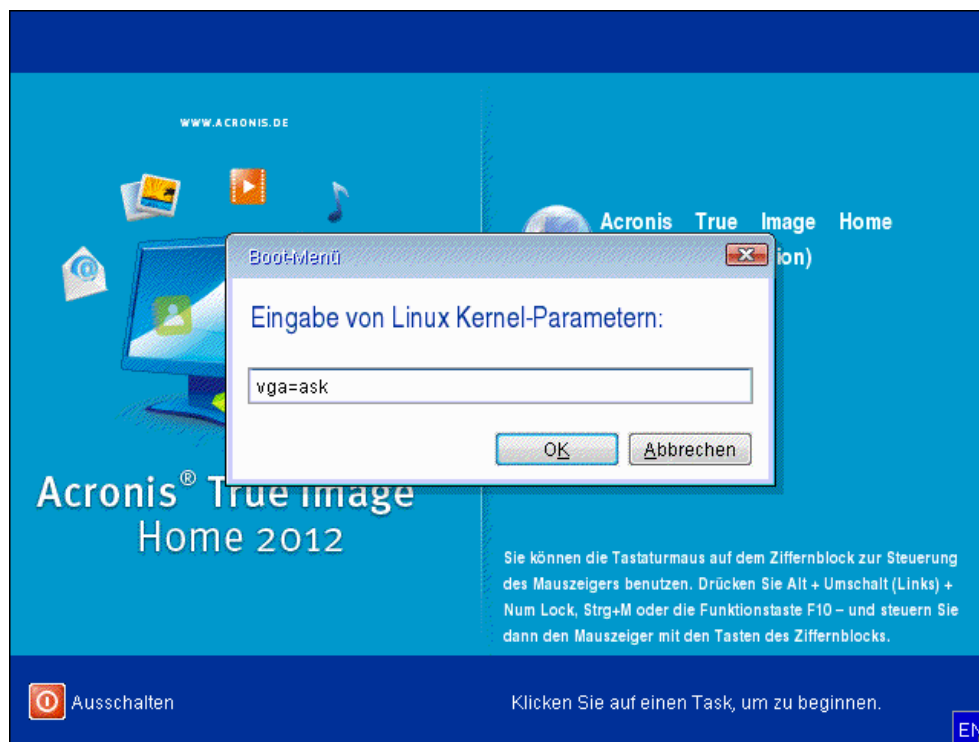 WWW.ACRONIS.DE
Acronis True Image Home
ion)
Boot-Menü
Eingabe von Linux Kernel-Parametern:
vga=ask
OK
Abbrechen
Acronis® True Image
Home 2012
Sie können die Tastaturmaus auf dem Ziffernblock zur Steuerung
des Mauszeigers benutzen. Drücken Sie Alt + Umschalt (Links) +
Num Lock, Strg+M oder die Funktionstaste F10 – und steuern Sie
dann den Mauszeiger mit den Tasten des Ziffernblocks.
Ausschalten
Klicken Sie auf einen Task, um zu beginnen.
EN